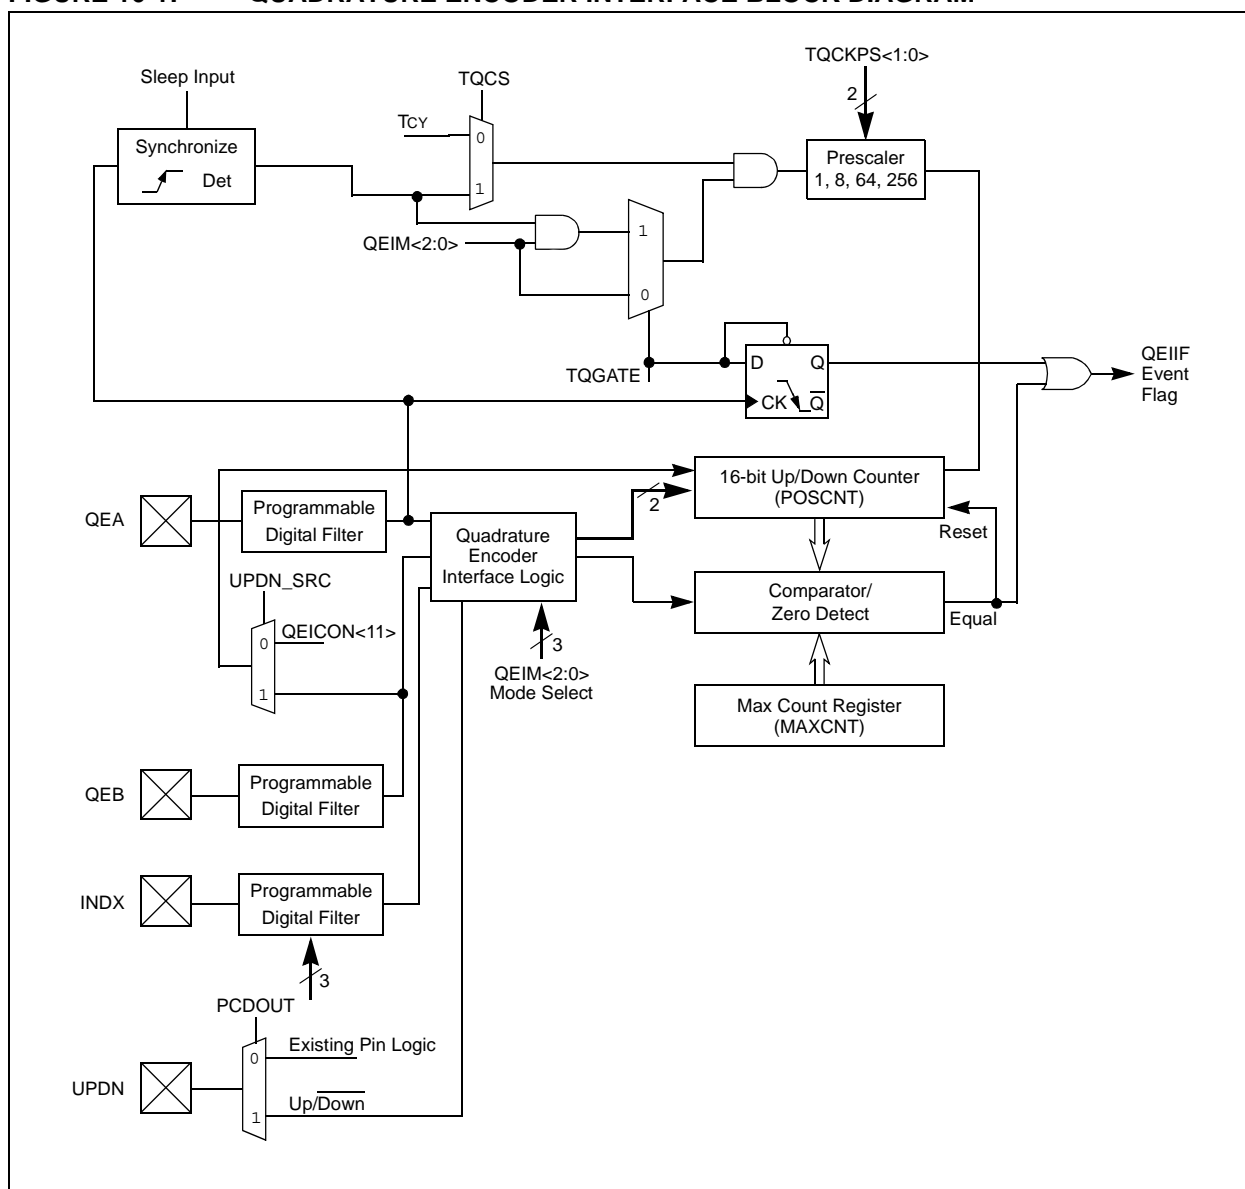 TQCKPS<1:0>
Sleep Input
TQCS
2
TCY
0
Synchronize
Det
1
Prescaler
1, 8, 64, 256
QEIM<2:0>
1
0
TQGATE
D
Q
CK
Q
QEIIF
Event
Flag
QEA
Programmable
Digital Filter
Quadrature
Encoder
Interface Logic
2
16-bit Up/Down Counter
(POSCNT)
Reset
UPDN_SRC
0
QEICON<11>
1
3
QEIM<2:0>
Mode Select
Comparator/
Zero Detect
Equal
Max Count Register
(MAXCNT)
QEB
Programmable
Digital Filter
INDX
Programmable
Digital Filter
3
PCDOUT
0
Existing Pin Logic
UPDN
1
Up/Down